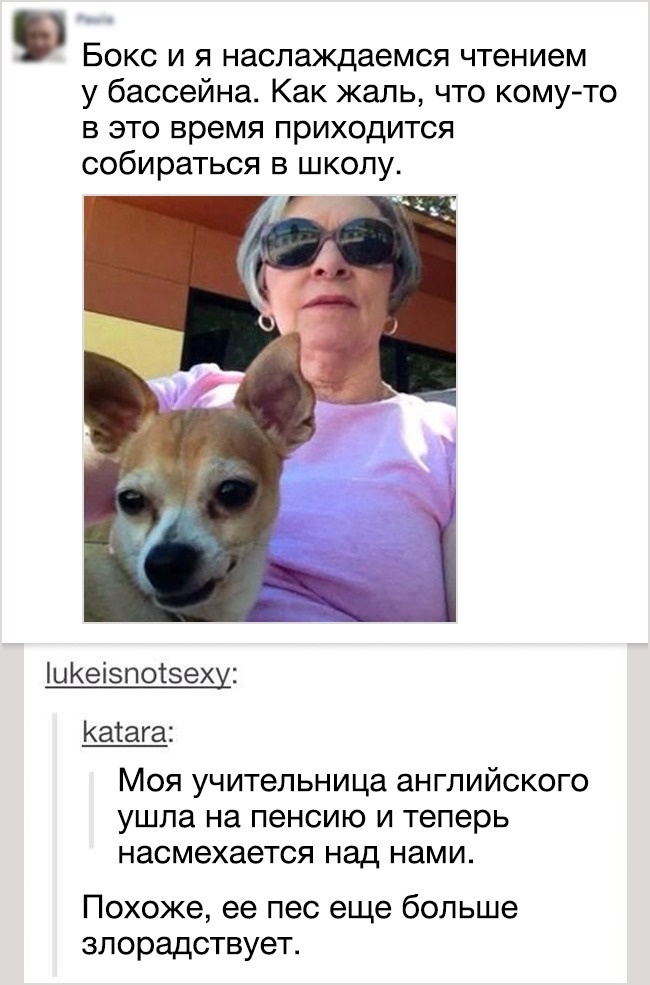 Бокс и я наслаждаемся чтением
у бассейна. Как жаль, что кому-то
в это время приходится
собираться в школу.
lukeisnotsexy:
katara:
Моя учительница английского
ушла на пенсию и теперь
насмехается над нами.
Похоже, ее пес еще больше
злорадствует.